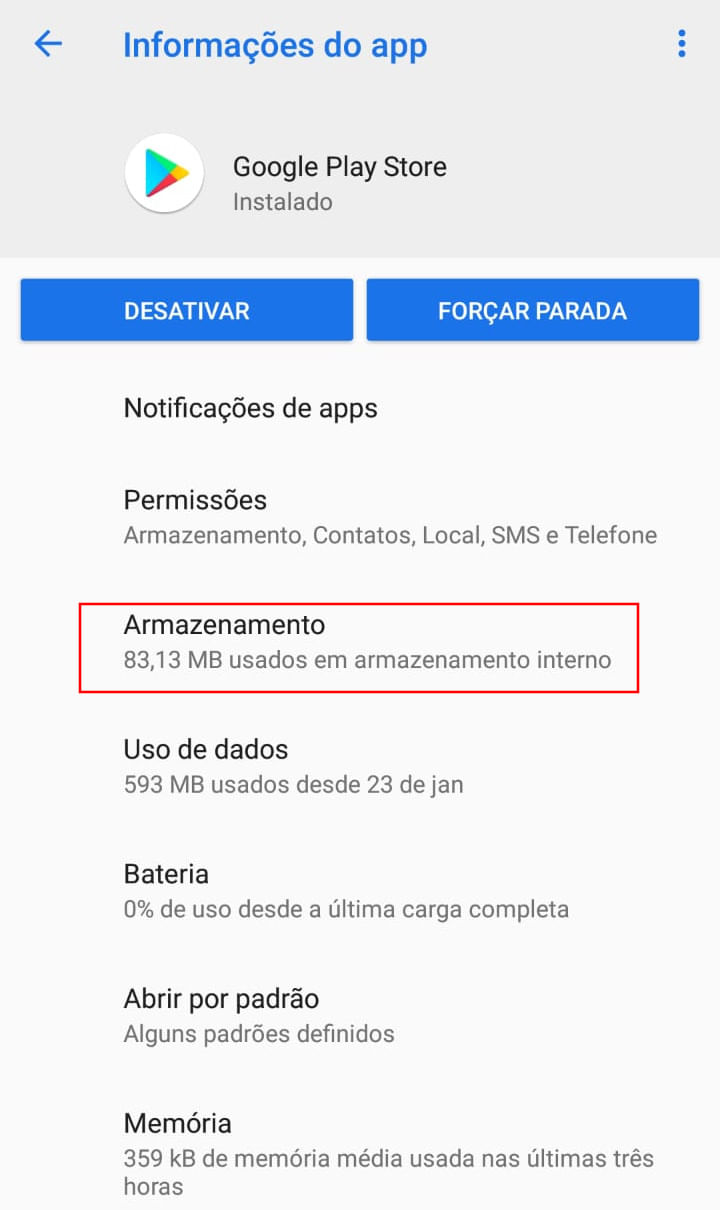 Informações do app
Google Play Store
Instalado
DESATIVAR
FORÇAR PARADA
Notificações de apps
Permissões
Armazenamento, Contatos, Local, SMS e Telefone
Armazenamento
83,13 MB usados em armazenamento interno
Uso de dados
593 MB usados desde 23 de jan
Bateria
0% de uso desde a última carga completa
Abrir por padrão
Alguns padrões definidos
Memória
359 kB de memória média usada nas últimas três
horas